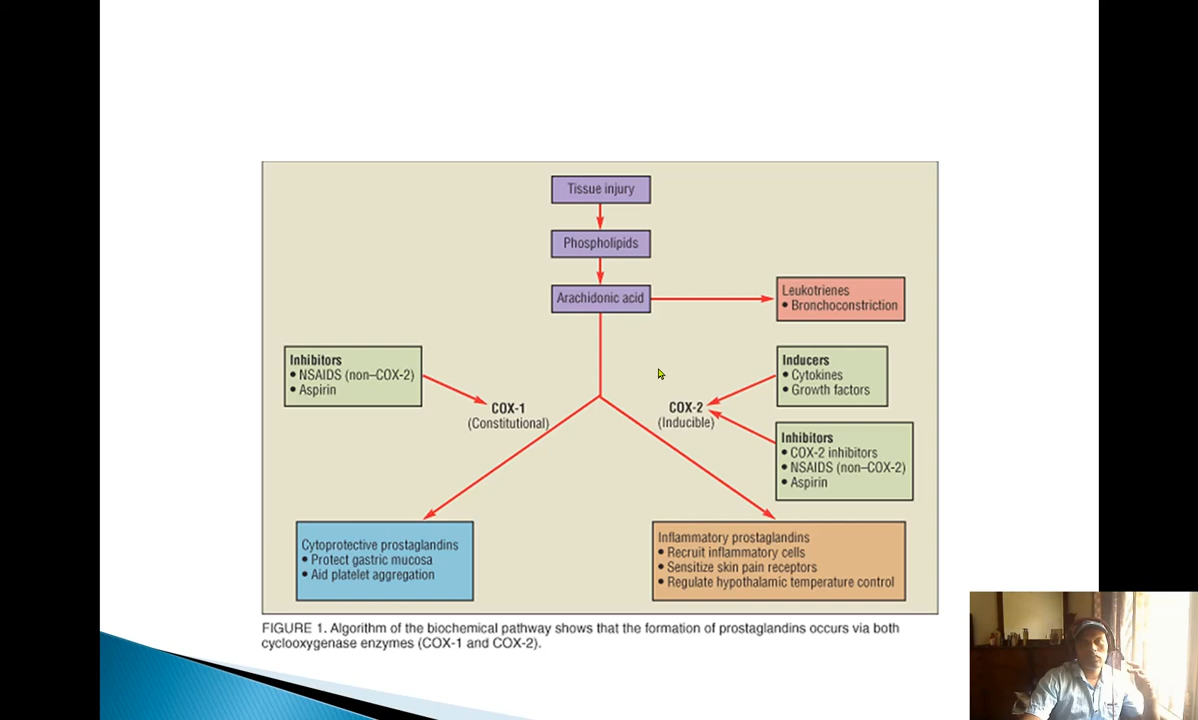 Tissue injury
Phospholipids
Arachidonic acid
Leukotrienes
• Bronchoconstriction
Inhibitors
• NSAIDS (non–COX-2)
• Aspirin
COX-1
(Constitutional)
COX-2
(Inducible)
Inducers
• Cytokines
• Growth factors
Inhibitors
• COX-2 inhibitors
• NSAIDS (non–COX-2)
• Aspirin
Cytoprotective prostaglandins
• Protect gastric mucosa
• Aid platelet aggregation
Inflammatory prostaglandins
• Recruit inflammatory cells
• Sensitize skin pain receptors
• Regulate hypothalamic temperature control
FIGURE 1. Algorithm of the biochemical pathway shows that the formation of prostaglandins occurs via both
cyclooxygenase enzymes (COX-1 and COX-2).